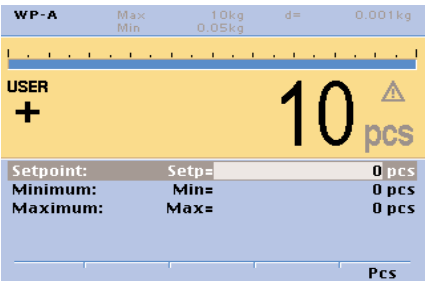 WP-A Max 10kg d= 0.001kg
Min 0.05kg
USER
+ 10 pcs
Setpoint: Setp= 0 pcs
Minimum: Min= 0 pcs
Maximum: Max= 0 pcs
Pcs